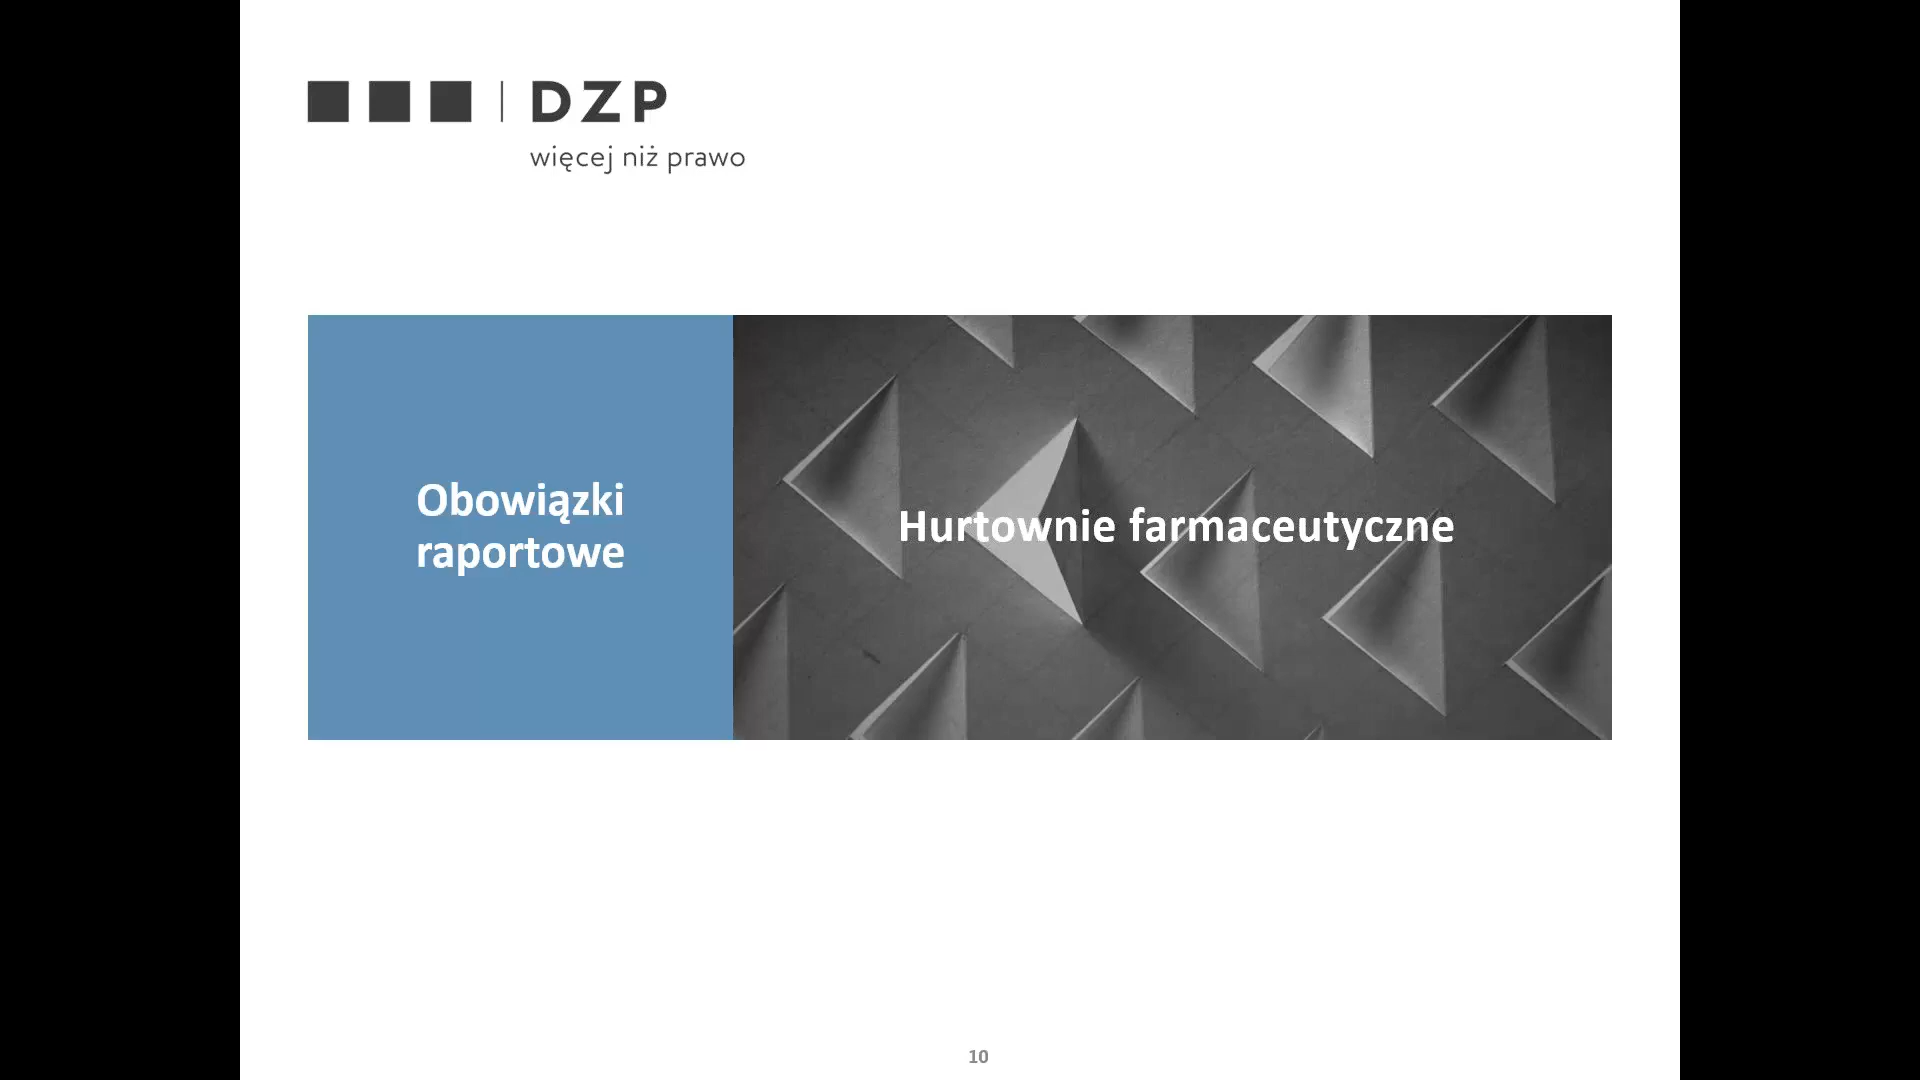 DZP
więcej niż prawo
Obowiązki
raportowe
Hurtownie farmaceutyczne
10